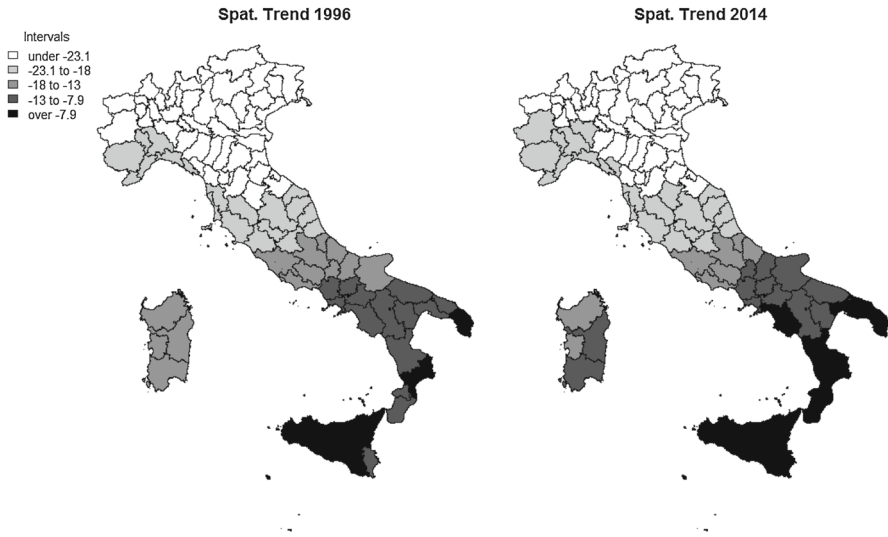 Spat. Trend 1996
Spat. Trend 2014
Intervals
under -23.1
-23.1 to -18
-18 to -13
-13 to -7.9
over -7.9